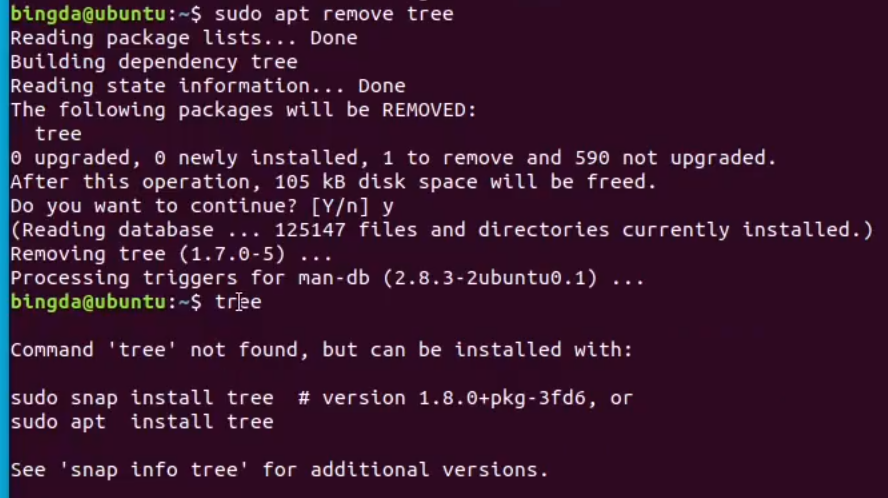 bingda@ubuntu:~$ sudo apt remove tree
Reading package lists... Done
Building dependency tree
Reading state information... Done
The following packages will be REMOVED:
  tree
0 upgraded, 0 newly installed, 1 to remove and 590 not upgraded.
After this operation, 105 kB disk space will be freed.
Do you want to continue? [Y/n] y
(Reading database ... 125147 files and directories currently installed.)
Removing tree (1.7.0-5) ...
Processing triggers for man-db (2.8.3-2ubuntu0.1) ...
bingda@ubuntu:~$ tree
Command 'tree' not found, but can be installed with:
sudo snap install tree  # version 1.8.0+pkg-3fd6, or
sudo apt  install tree
See 'snap info tree' for additional versions.